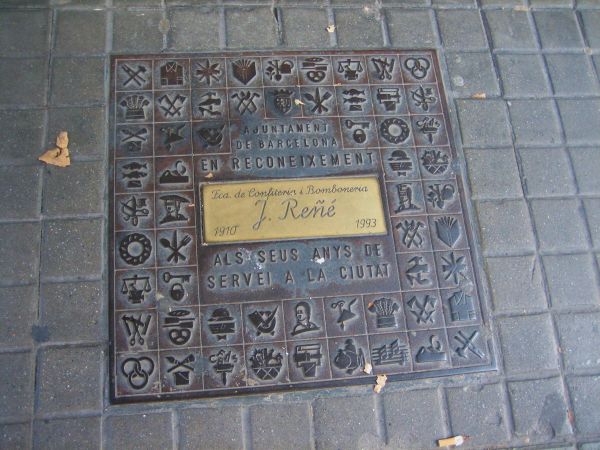 AJUNTAMENT
DE BARCELONA
EN RECONEIXEMENT
Fca. de Confiteria i Bomboneria
J. Reñé
1910 1993
ALS SEUS ANYS DE
SERVEI A LA CIUTAT